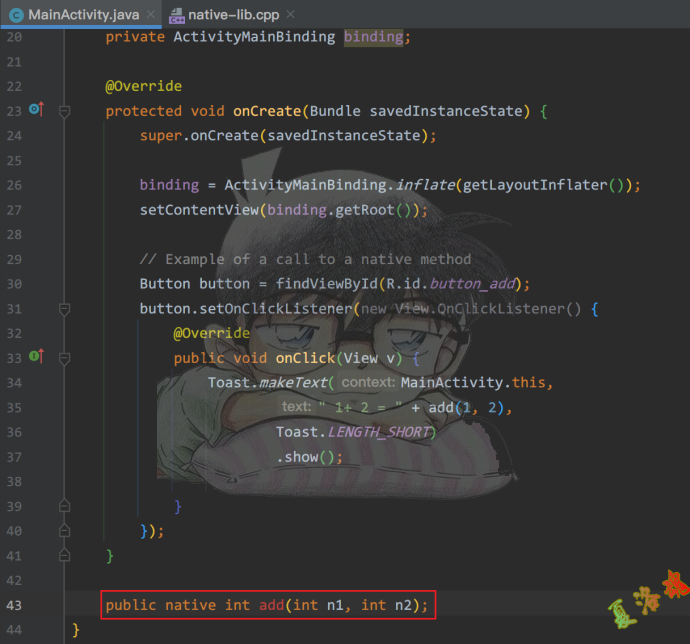 MainActivity.java
native-lib.cpp
20 private ActivityMainBinding binding;
21
22 @Override
23 protected void onCreate(Bundle savedInstanceState) {
24 super.onCreate(savedInstanceState);
25
26 binding = ActivityMainBinding.inflate(getLayoutInflater());
27 setContentView(binding.getRoot());
28
29 // Example of a call to a native method
30 Button button = findViewById(R.id.button_add);
31 button.setOnClickListener(new View.OnClickListener() {
32 @Override
33 public void onClick(View v) {
34 Toast.makeText( context: MainActivity.this,
35 text: " 1+ 2 = " + add(1, 2),
36 Toast.LENGTH_SHORT)
37 .show();
38
39 }
40 });
41 }
42
43 public native int add(int n1, int n2);
44 }